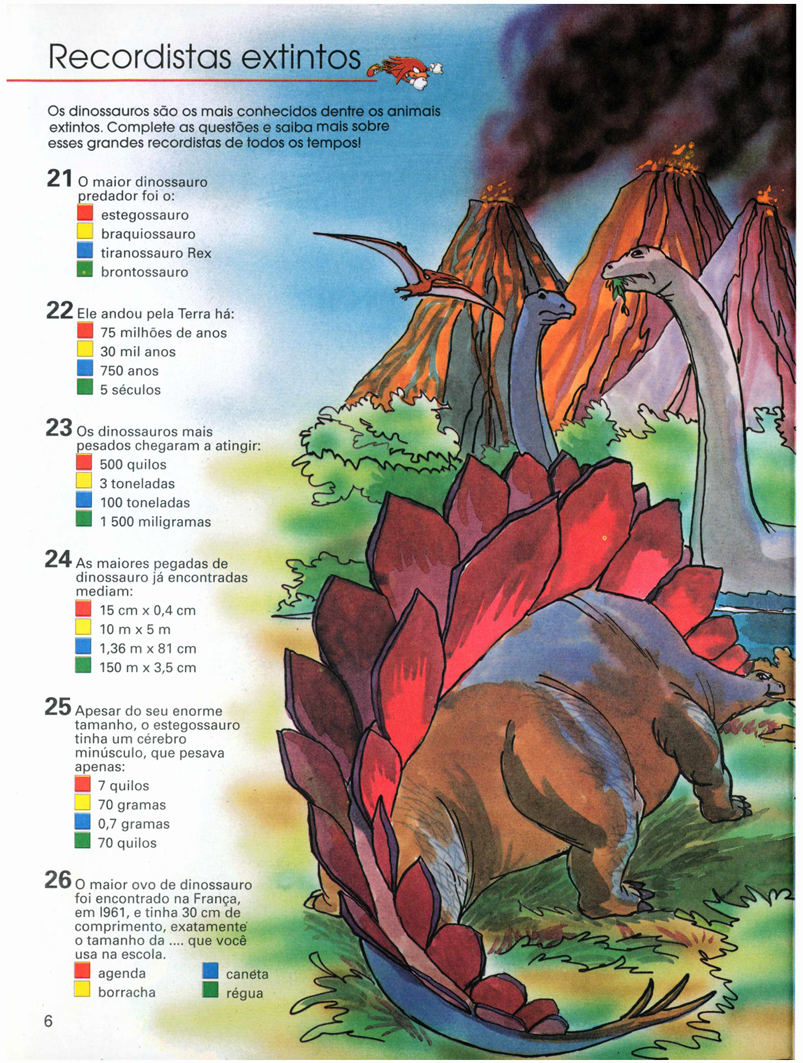 Recordistas extintos
Os dinossauros são os mais conhecidos dentre os animais
extintos. Complete as questões e saiba mais sobre
esses grandes recordistas de todos os tempos!
21 O maior dinossauro
predador foi o:
estegossauro
braquiossauro
tiranossauro Rex
brontossauro
22 Ele andou pela Terra há:
75 milhões de anos
30 mil anos
750 anos
5 séculos
23 Os dinossauros mais
pesados chegaram a atingir:
500 quilos
3 toneladas
100 toneladas
1 500 miligramas
24 As maiores pegadas de
dinossauro já encontradas
mediam:
15 cm x 0,4 cm
10 m x 5 m
1,36 m x 81 cm
150 m x 3,5 cm
25 Apesar do seu enorme
tamanho, o estegossauro
tinha um cérebro
minúsculo, que pesava
apenas:
7 quilos
70 gramas
0,7 gramas
70 quilos
26 O maior ovo de dinossauro
foi encontrado na França,
em 1961, e tinha 30 cm de
comprimento, exatamente
o tamanho da .... que você
usa na escola.
agenda
borracha
caneta
régua
6